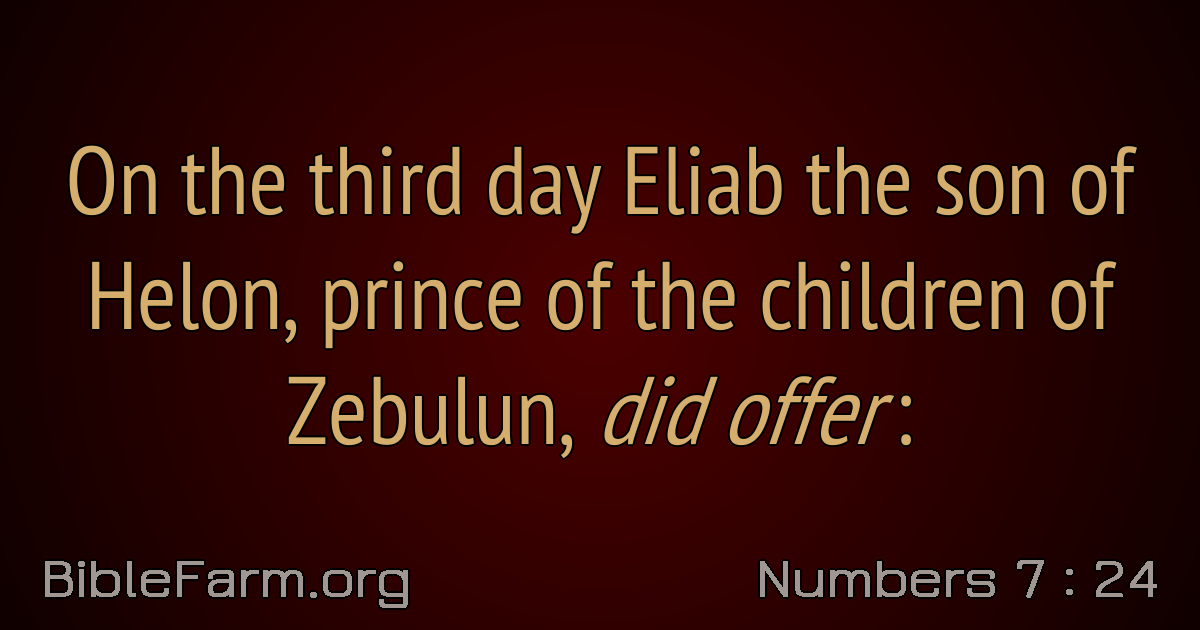 On the third day Eliab the son of
Helon, prince of the children of
Zebulun, did offer:
BibleFarm.org
Numbers 7 : 24